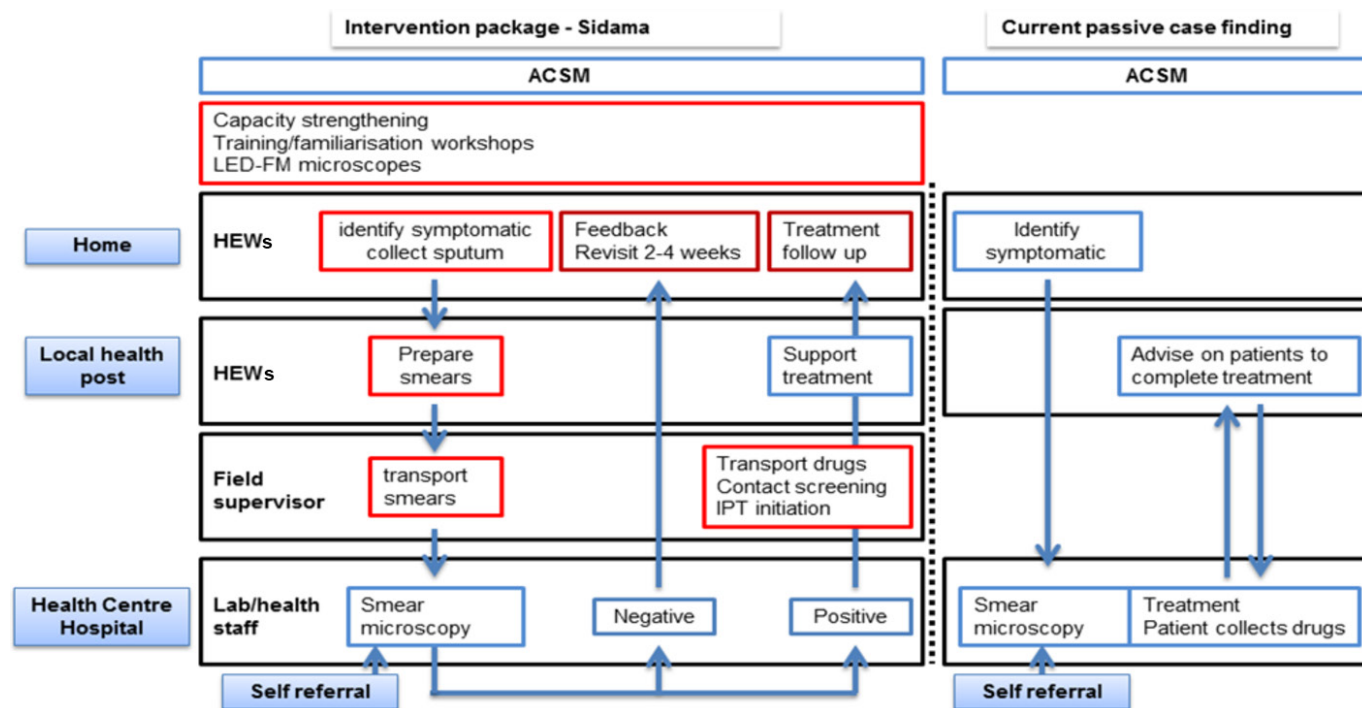 Intervention package - Sidama
Current passive case finding
ACSM
ACSM
Capacity strengthening
Training/familiarisation workshops
LED-FM microscopes
Home
HEWs
identify symptomatic
collect sputum
Feedback
Revisit 2-4 weeks
Treatment
follow up
Identify
symptomatic
Local health
post
HEWs
Prepare
smears
Support
treatment
Advise on patients to
complete treatment
Field
supervisor
transport
smears
Transport drugs
Contact screening
IPT initiation
Health Centre
Hospital
Lab/health
staff
Smear
microscopy
Negative
Positive
Smear
microscopy
Treatment
Patient collects drugs
Self referral
Self referral